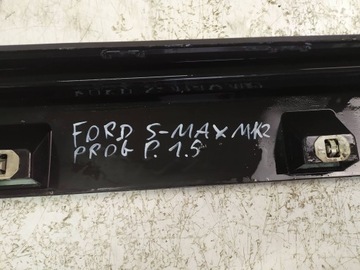 FORD S-MAX MK2
PROG P. 1.5